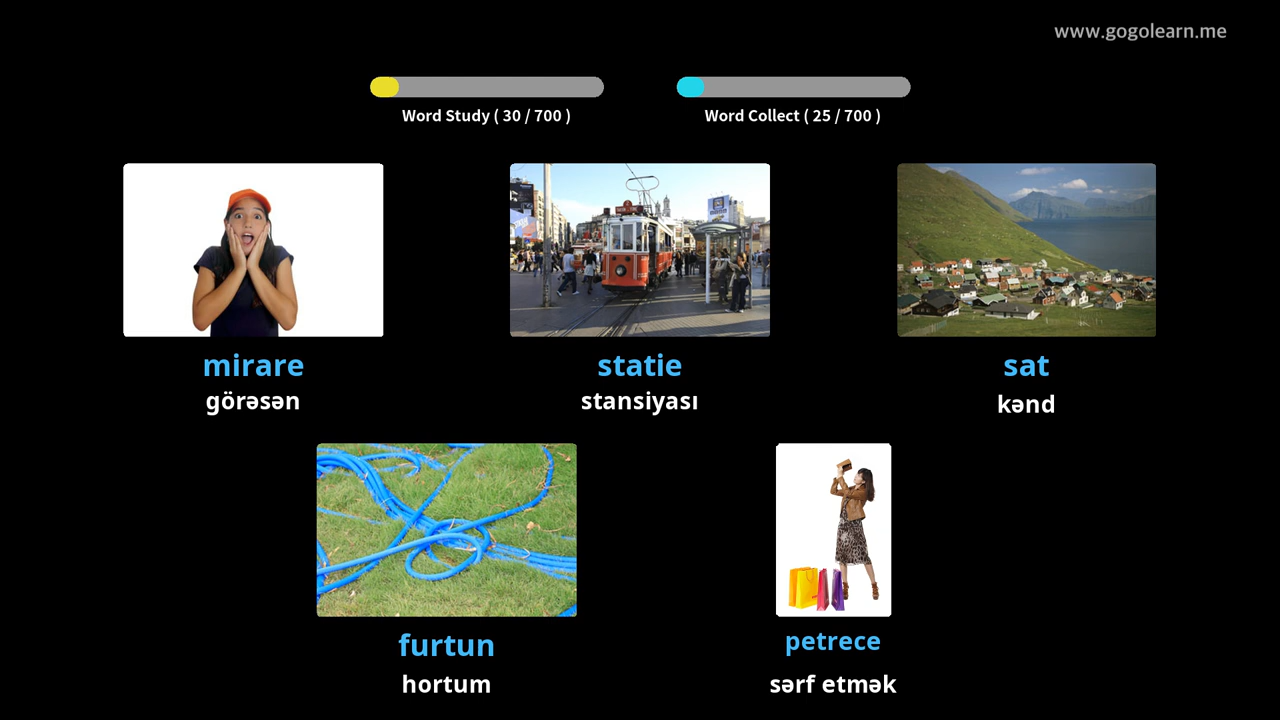 www.gogolearn.me
Word Study ( 30 / 700 )
Word Collect ( 25 / 700 )
mirare
görəsən
statie
stansiyası
sat
kənd
furtun
hortum
petrece
sərf etmək